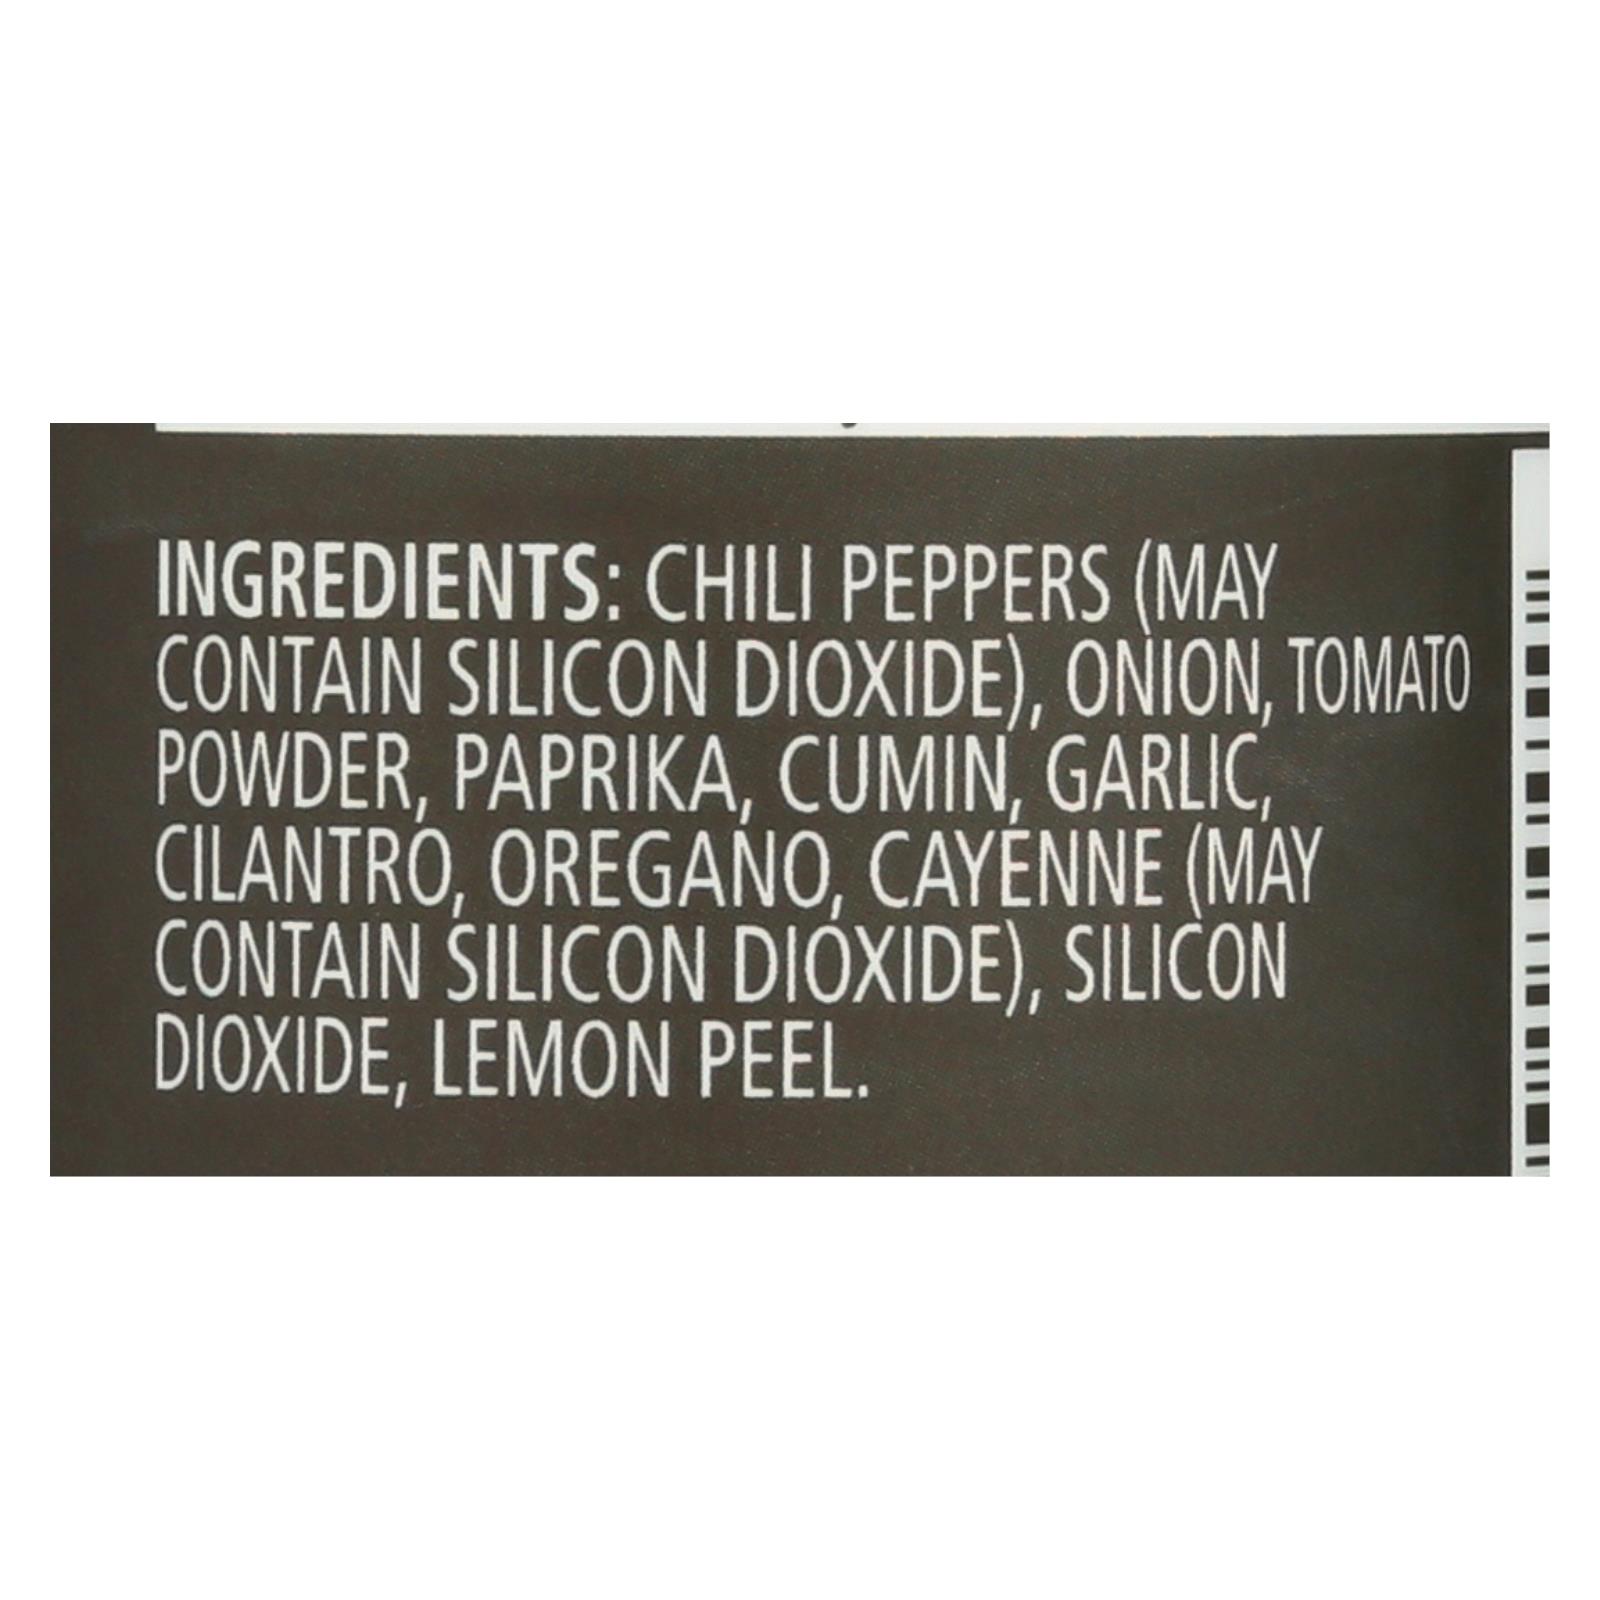 INGREDIENTS: CHILI PEPPERS (MAY
CONTAIN SILICON DIOXIDE), ONION, TOMATO
POWDER, PAPRIKA, CUMIN, GARLIC,
CILANTRO, OREGANO, CAYENNE (MAY
CONTAIN SILICON DIOXIDE), SILICON
DIOXIDE, LEMON PEEL.